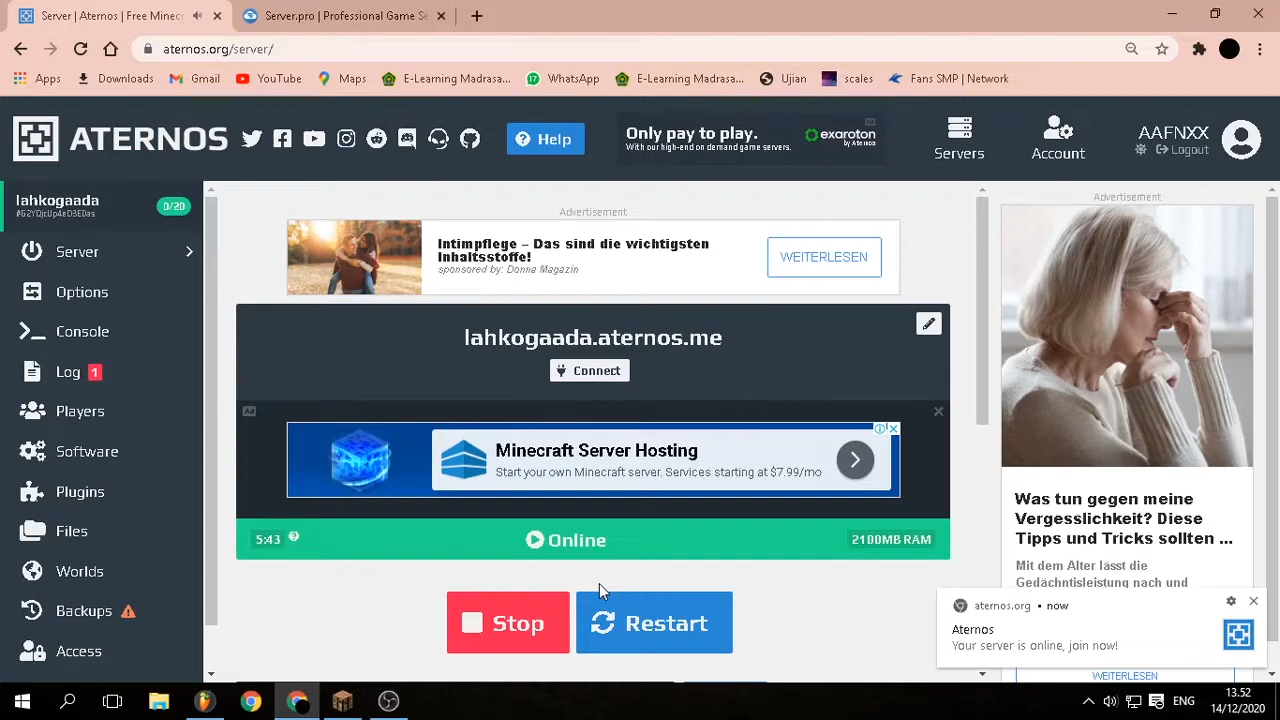 Server | Free Minec
Server.pro | Professional Game Se
aternos.org/server/
Apps
Downloads
Gmail
YouTube
Maps
E-Learning Madrasa...
17
WhatsApp
E-Learning Madrasa...
Ujian
scales
Fans SMP | Network
ATERNOS
Help
Only pay to play.
With our high-end on demand game servers.
Ad
exaroton
by Aternos
Servers
Account
AAFNXX
Logout
lahkogaada
0/20
Server
Options
Console
Log 1
Players
Software
Plugins
Files
Worlds
Backups
Access
Advertisement
Intimpflege – Das sind die wichtigsten
Inhaltsstoffe!
sponsored by: Donna Magazin
WEITERLESEN
lahkogaada.aternos.me
Connect
Ad
Minecraft Server Hosting
Start your own Minecraft server. Services starting at $7.99/mo
5:43
Online
2100MB RAM
Stop
Restart
Advertisement
Was tun gegen meine
Vergesslichkeit? Diese
Tipps und Tricks sollten ...
Mit dem Alter lässt die
Gedächtnisleistung nach und
WEITERLESEN
aternos.org • now
Aternos
Your server is online, join now!
ENG
13.52
14/12/2020